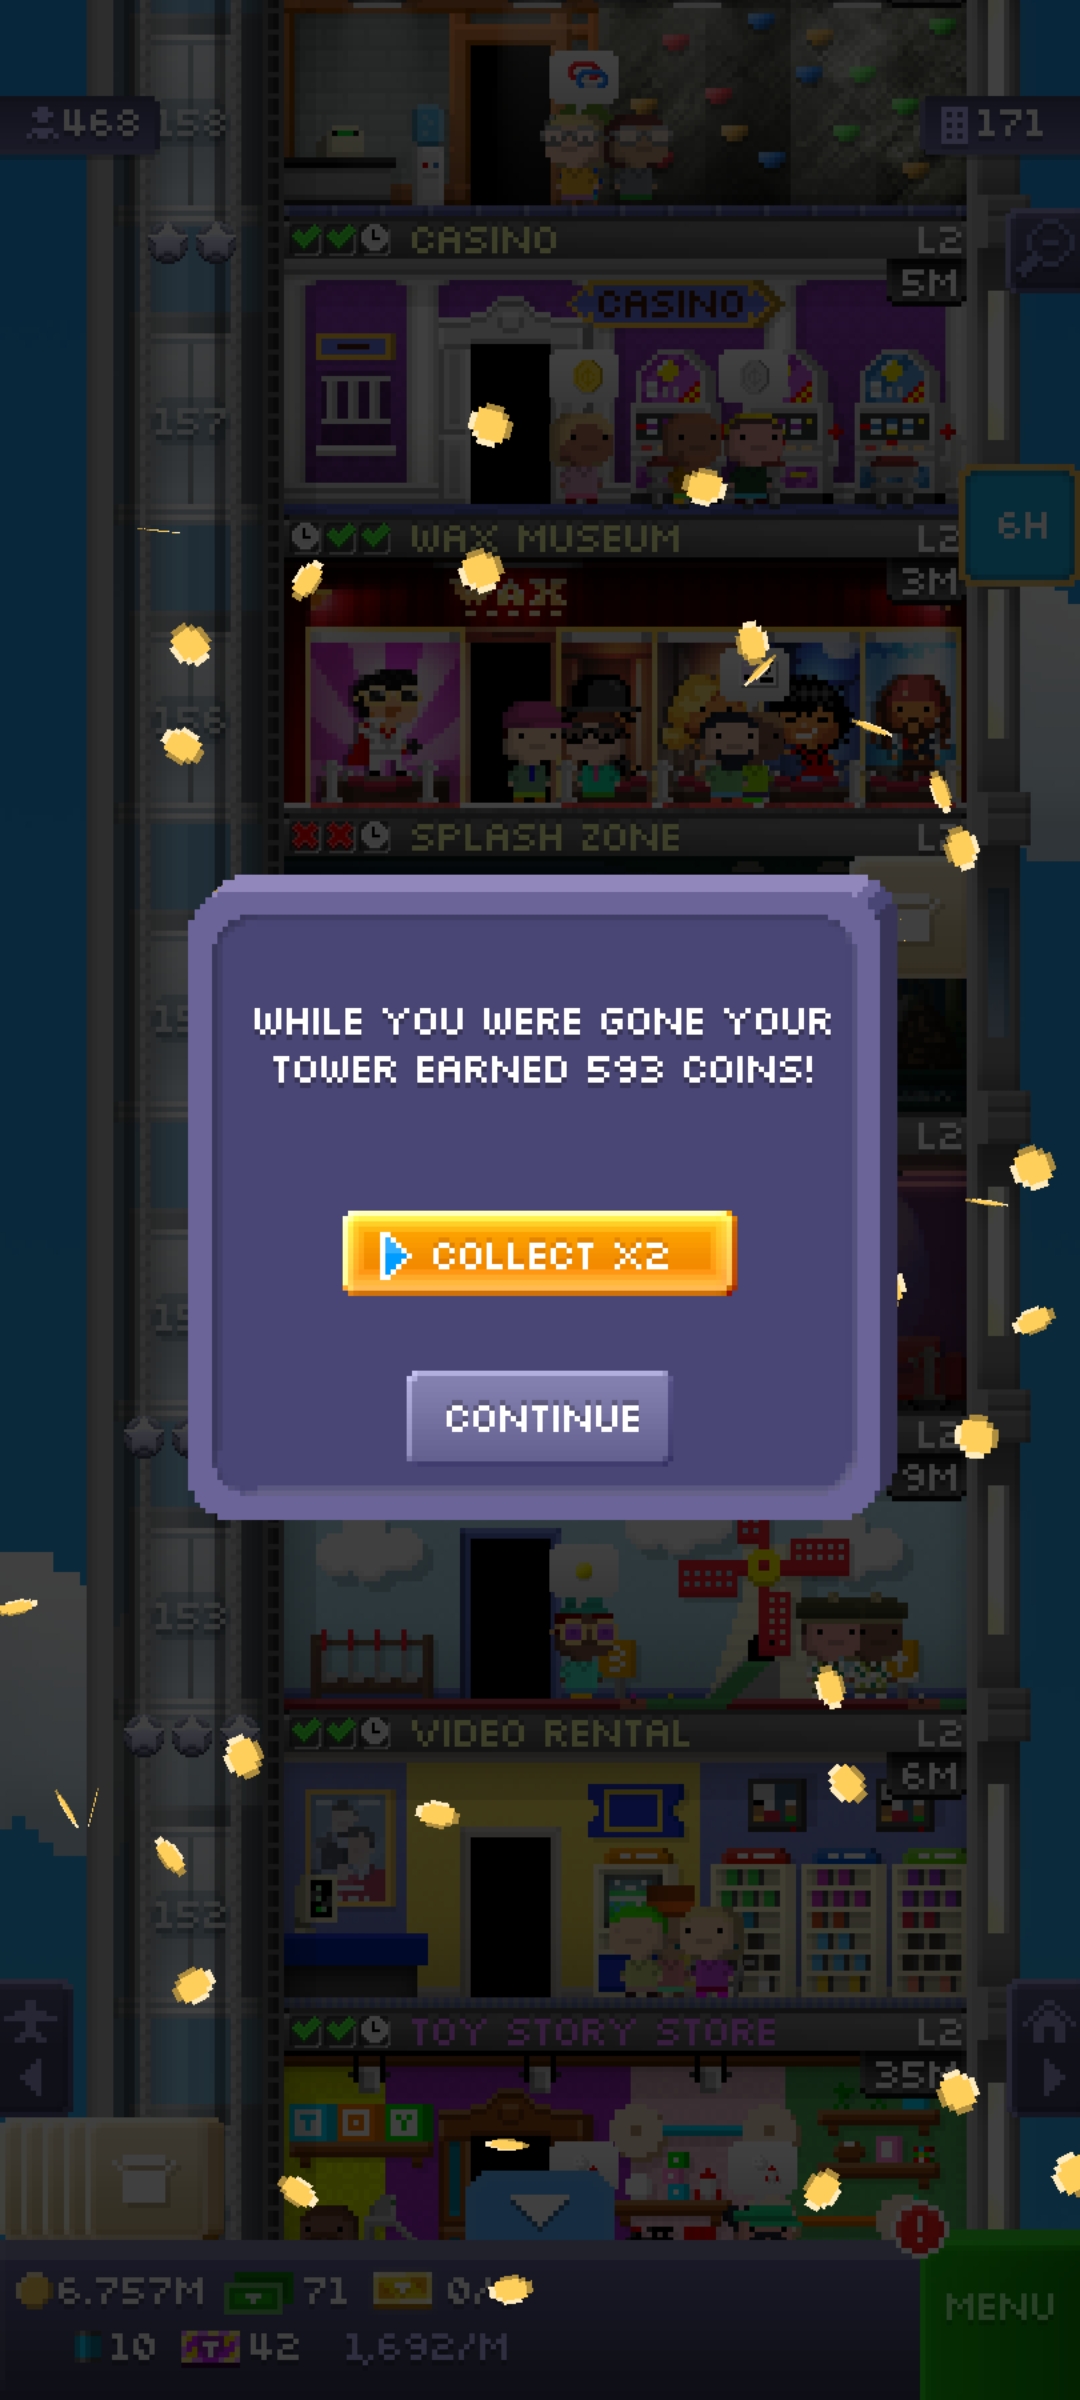 468
158
171
CASINO
L2
5M
CASINO
157
6H
WAX MUSEUM
L2
3M
WAX
156
SPLASH ZONE
WHILE YOU WERE GONE YOUR
TOWER EARNED 593 COINS!
L2
COLLECT X2
CONTINUE
L2
9M
153
3
VIDEO RENTAL
L2
6M
152
TOY STORY STORE
L2
35M
TOY
6.757M
71
0/
MENU
10
T
42
1,692/M